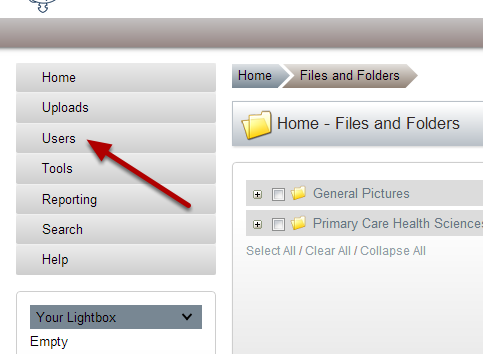 Home
Uploads
Users
Tools
Reporting
Search
Help
Your Lightbox
Empty
Home
Files and Folders
Home - Files and Folders
General Pictures
Primary Care Health Sciences
Select All / Clear All / Collapse All